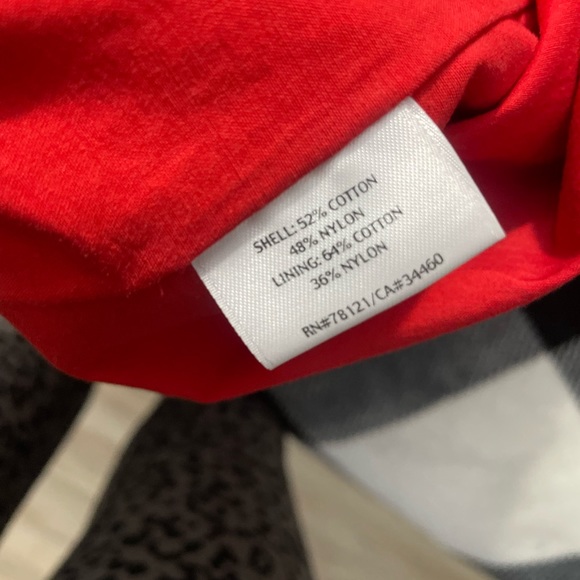 SHELL: 52% COTTON
48% NYLON
LINING: 64% COTTON
36% NYLON
RN#78121/CA#34460